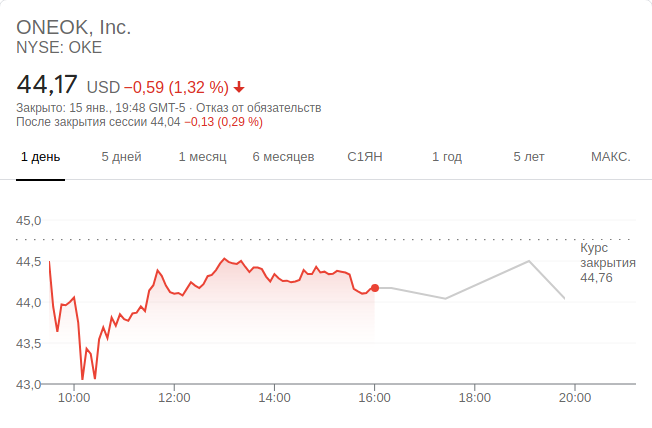 ONEOK, Inc.
NYSE: OKE
44,17 USD −0,59 (1,32 %)
Закрыто: 15 янв., 19:48 GMT-5 · Отказ от обязательств
После закрытия сессии 44,04 −0,13 (0,29 %)
1 день 5 дней 1 месяц 6 месяцев С1ЯН 1 год 5 лет МАКС.
45,0
Курс
закрытия
44,76
44,5
44,0
43,5
43,0
10:00 12:00 14:00 16:00 18:00 20:00